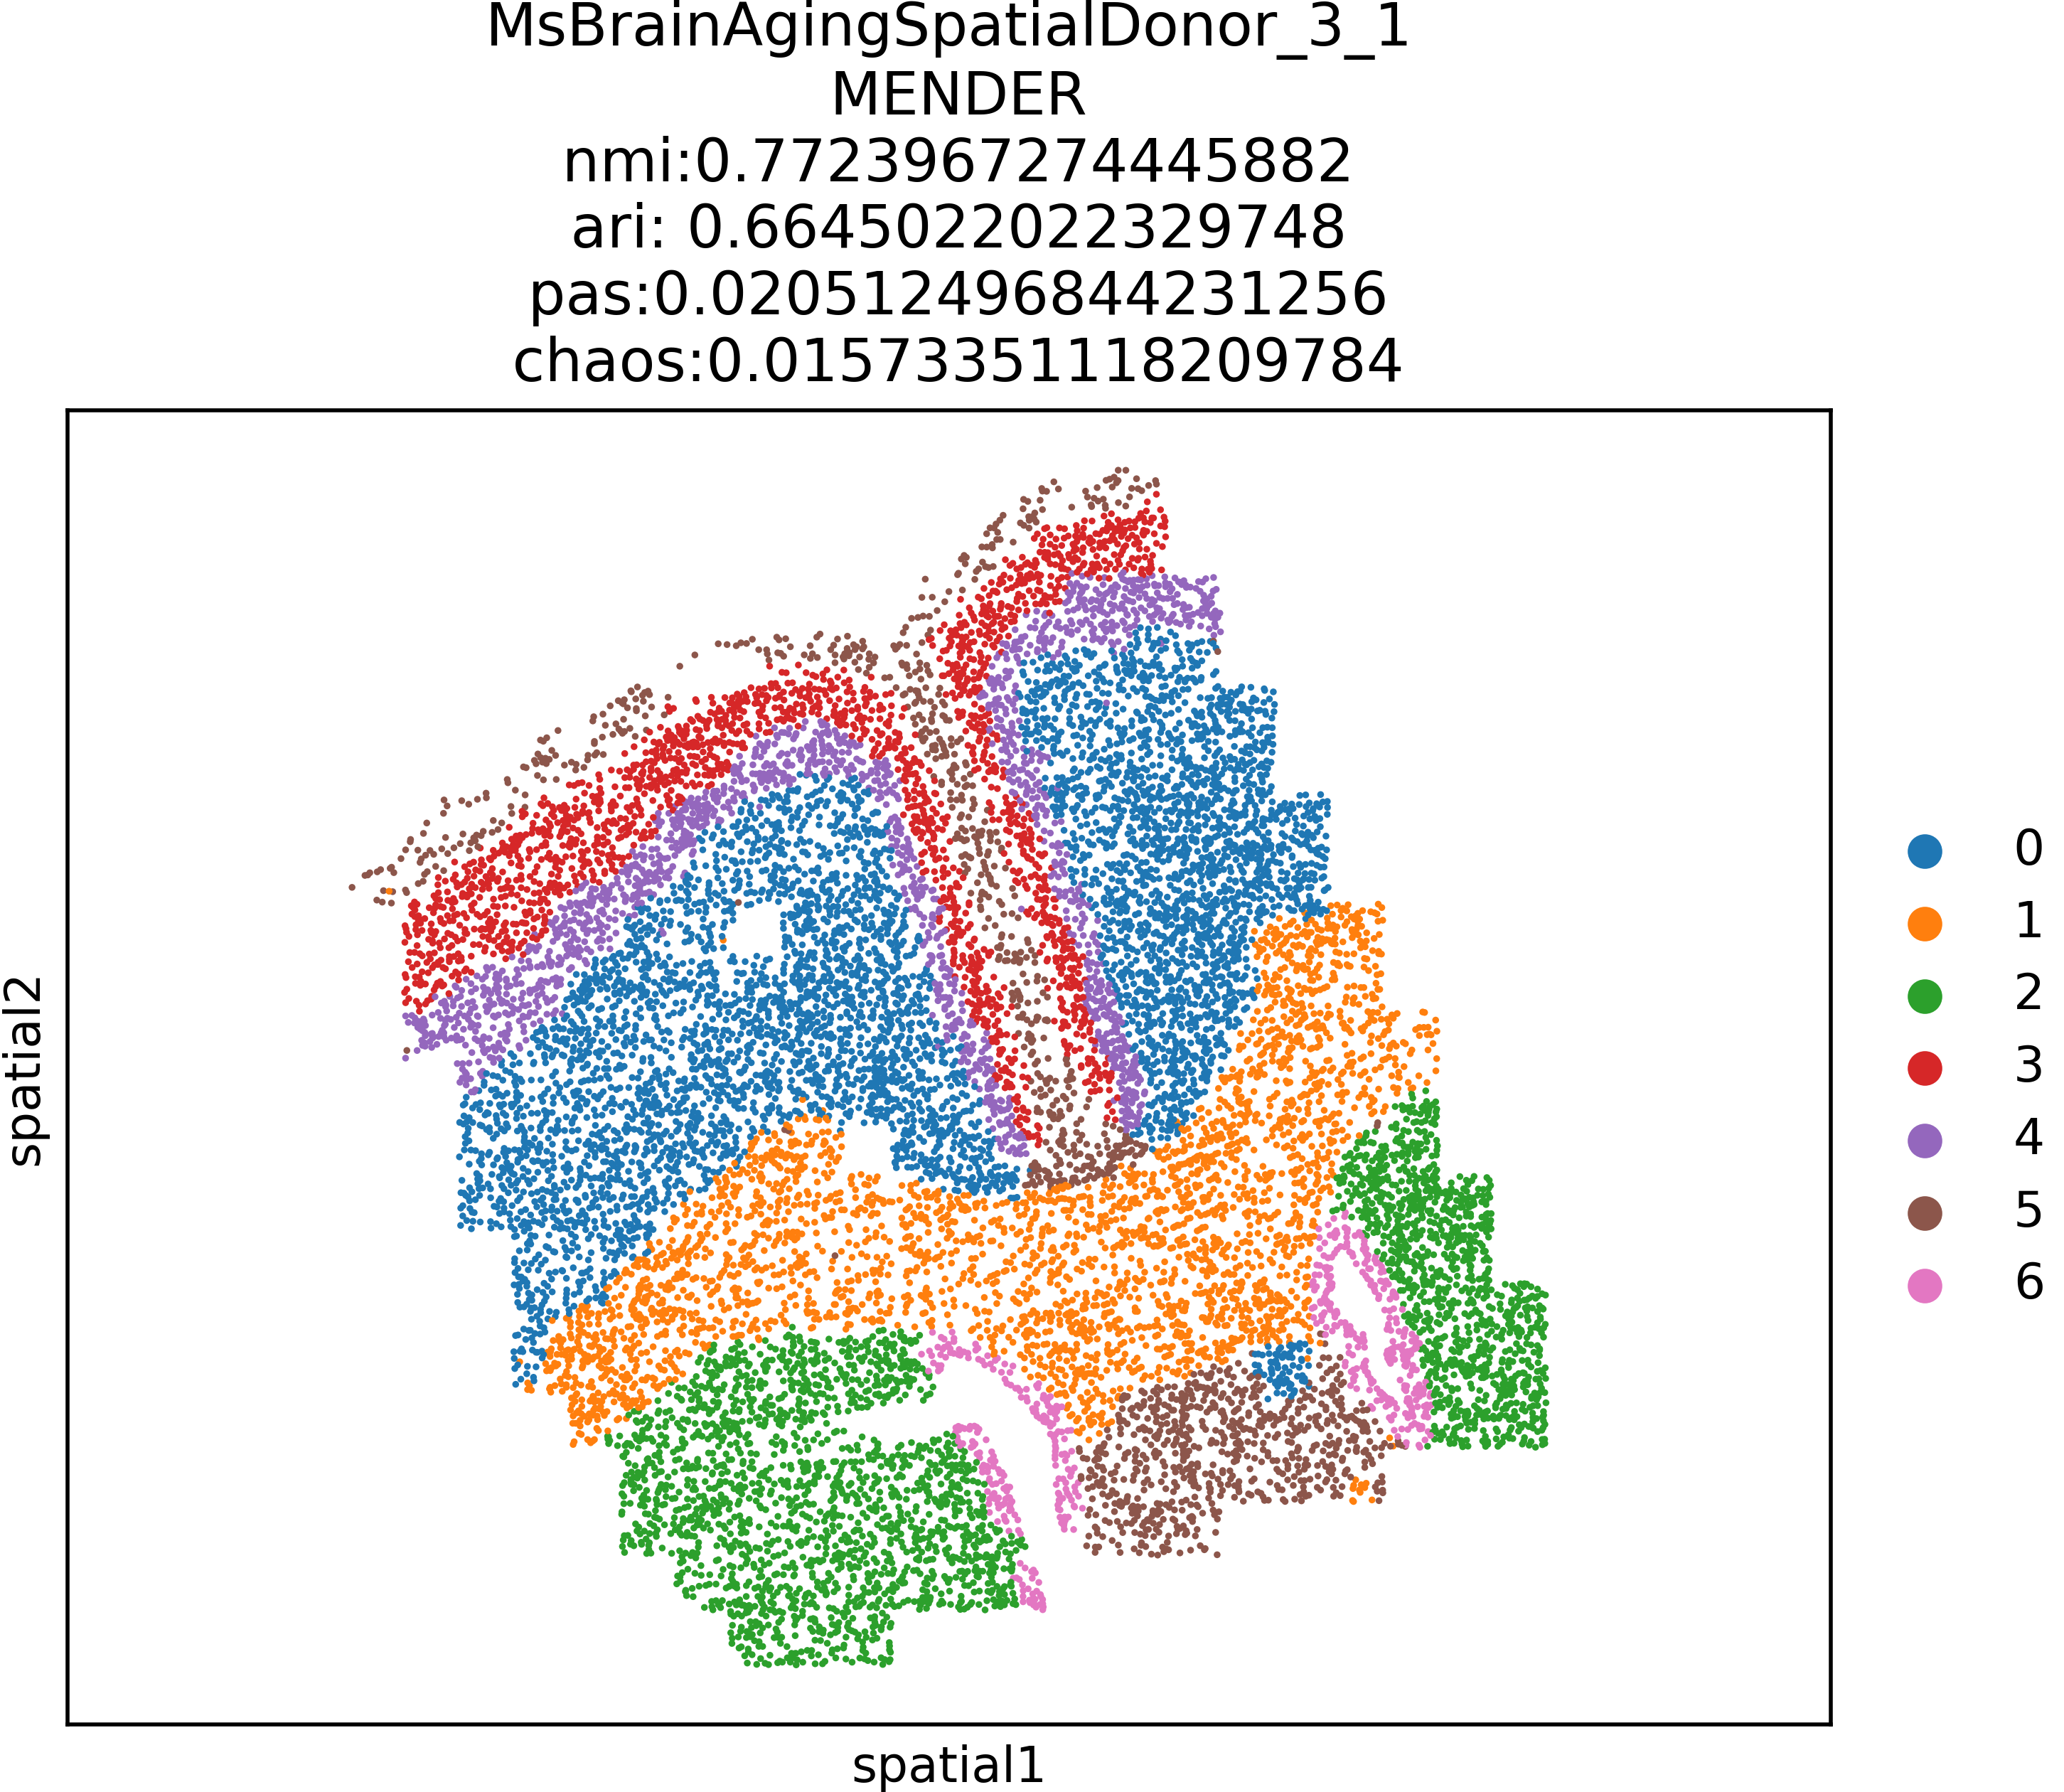 MsBrainAgingSpatialDonor_3_1
MENDER
nmi:0.7723967274445882
ari: 0.6645022022329748
pas:0.020512496844231256
chaos:0.01573351118209784
spatial2
0
1
2
3
4
5
6
spatial1